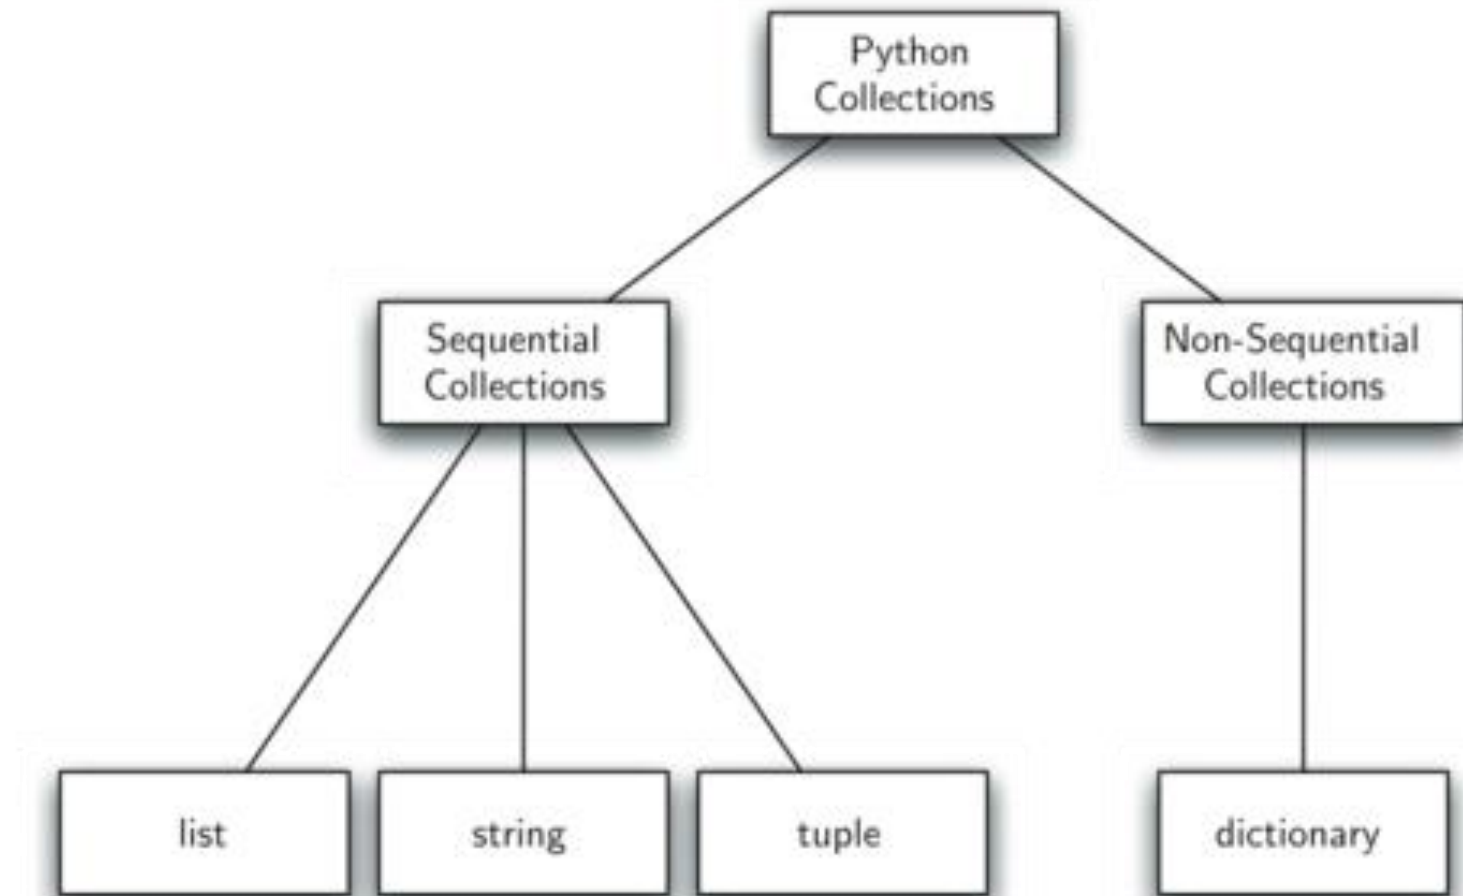 Python
Collections
Sequential
Collections
Non-Sequential
Collections
list
string
tuple
dictionary